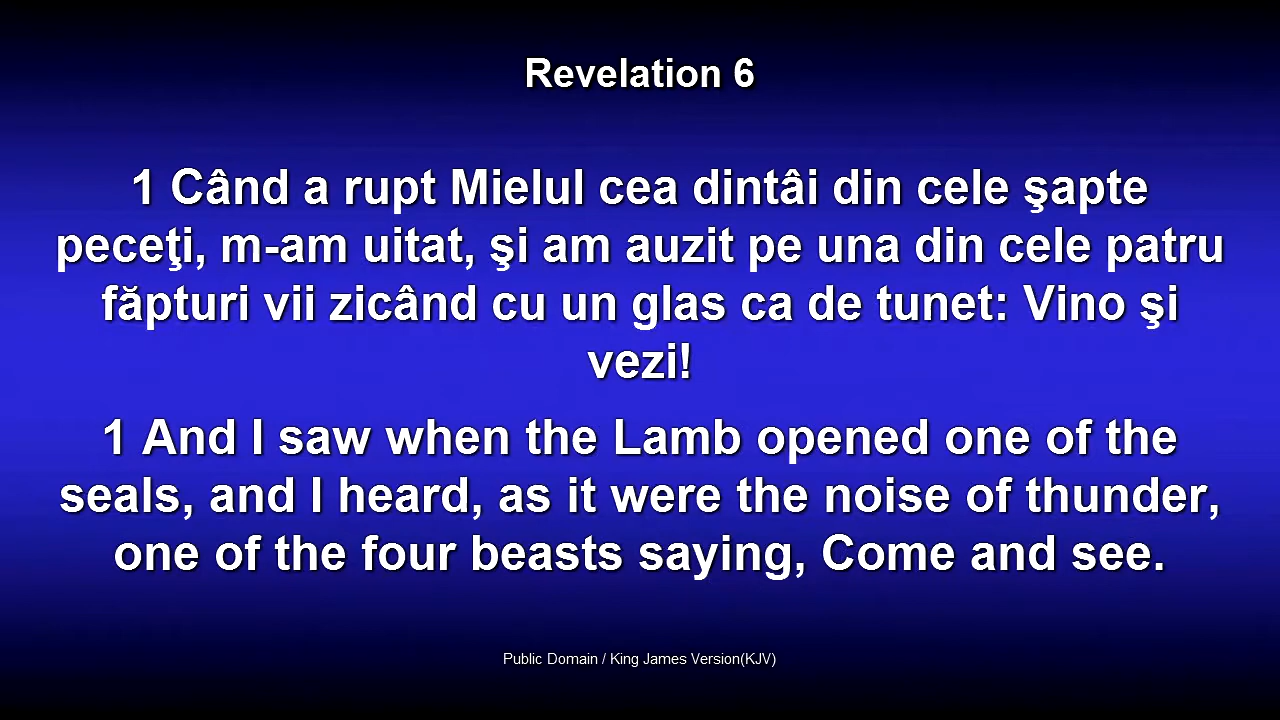 Revelation 6
1 Când a rupt Mielul cea dintâi din cele şapte
peceţi, m-am uitat, şi am auzit pe una din cele patru
făpturi vii zicând cu un glas ca de tunet: Vino şi
vezi!
1 And I saw when the Lamb opened one of the
seals, and I heard, as it were the noise of thunder,
one of the four beasts saying, Come and see.
Public Domain / King James Version(KJV)